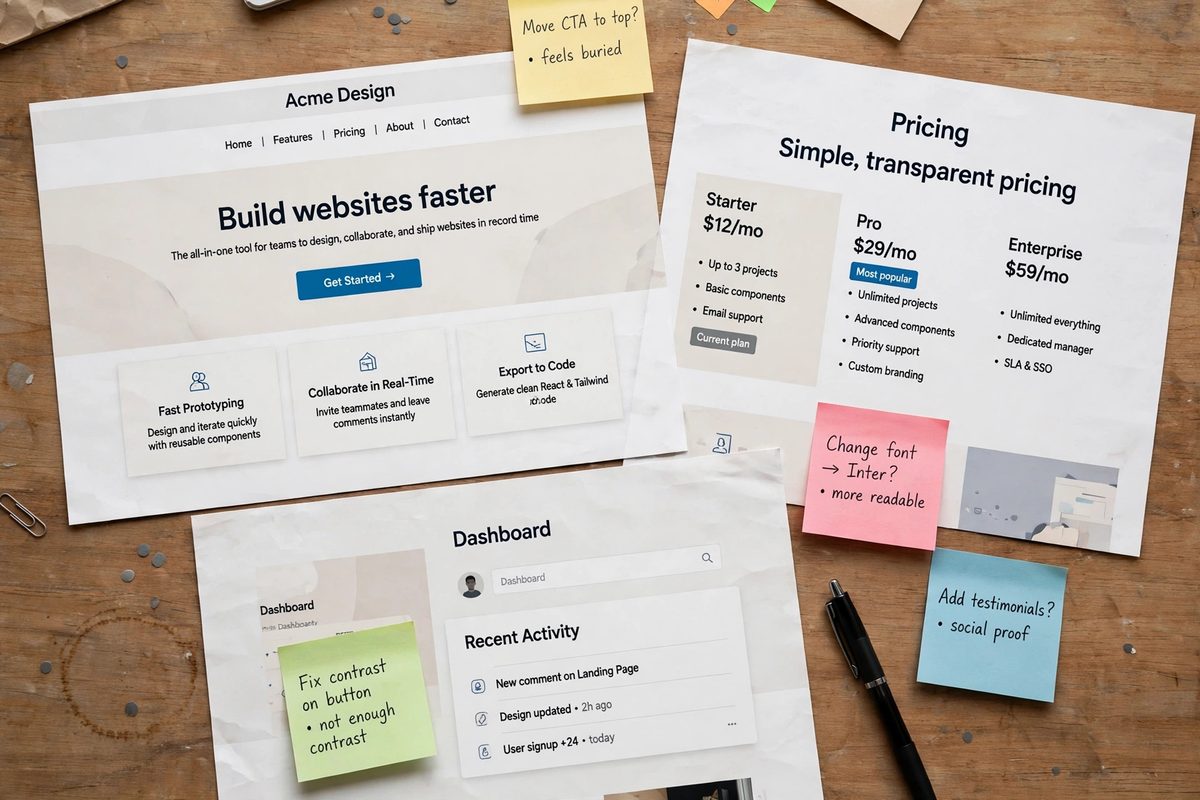 Move CTA to top?
• feels buried
Acme Design
Home | Features | Pricing | About | Contact
Build websites faster
The all-in-one tool for teams to design, collaborate, and ship websites in record time
Get Started →
Fast Prototyping
Design and iterate quickly
with reusable components
Collaborate in Real-Time
Invite teammates and leave
comments instantly
Export to Code
Generate clean React & Tailwind
Pricing
Simple, transparent pricing
Starter
$12/mo
• Up to 3 projects
• Basic components
• Email support
Current plan
Pro
$29/mo
Most popular
• Unlimited projects
• Advanced components
• Priority support
• Custom branding
Enterprise
$59/mo
• Unlimited everything
• Dedicated manager
• SLA & SSO
Change font
→ Inter?
• more readable
Add testimonials?
• social proof
Dashboard
Dashboard
Dashboard
Fix contrast
on button
• not enough
contrast
Recent Activity
New comment on Landing Page
Design updated • 2h ago
User signup +24 • today
...